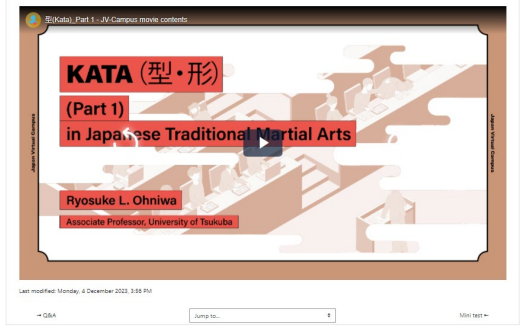 型(Kata)_Part 1 - JV-Campus movie contents
KATA (型・形)
(Part 1)
in Japanese Traditional Martial Arts
Ryosuke L. Ohniwa
Associate Professor, University of Tsukuba
Japan Virtual Campus
Japan Virtual Campus
Last modified: Monday, 4 December 2023, 3:56 PM
→ Q&A
Jump to...
Mini test ←